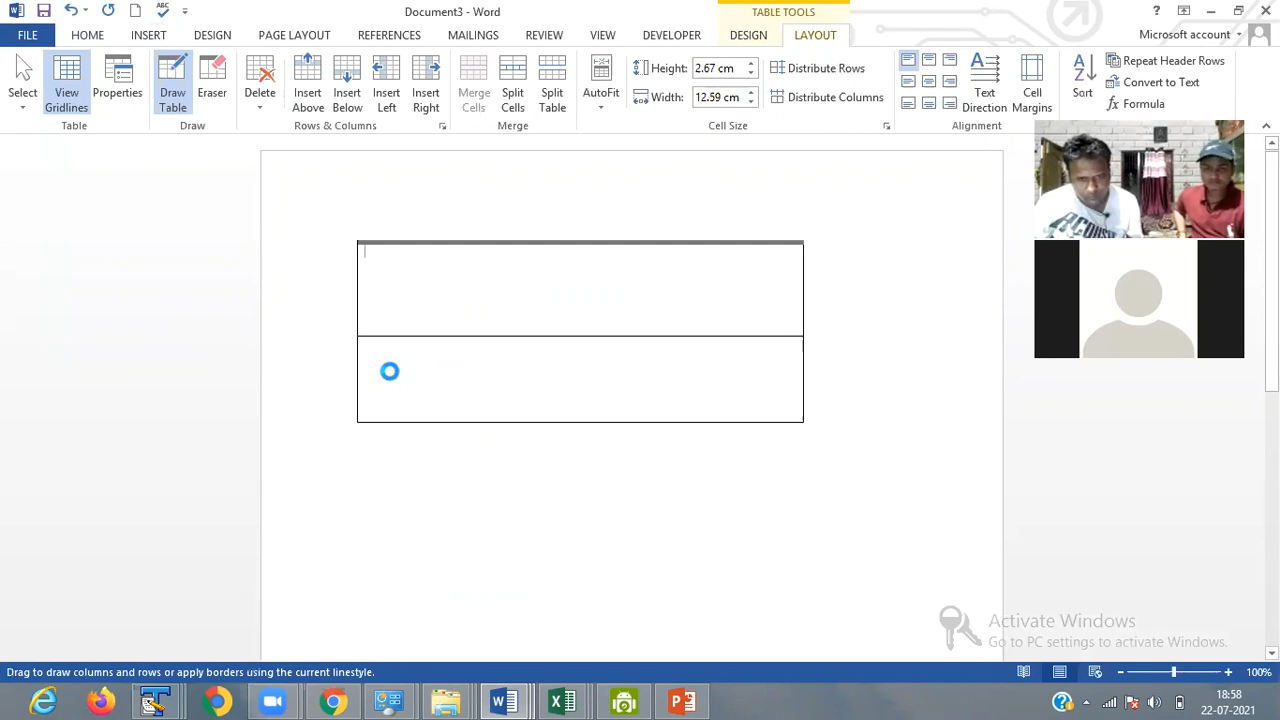 Document3 - Word
TABLE TOOLS
FILE
HOME
INSERT
DESIGN
PAGE LAYOUT
REFERENCES
MAILINGS
REVIEW
VIEW
DEVELOPER
DESIGN
LAYOUT
Microsoft account
Select
View
Gridlines
Properties
Draw
Table
Eraser
Delete
Insert
Above
Insert
Below
Insert
Left
Insert
Right
Merge
Cells
Split
Cells
Split
Table
AutoFit
Height: 2.67 cm
Width: 12.59 cm
Distribute Rows
Distribute Columns
Text
Direction
Cell
Margins
Sort
Repeat Header Rows
Convert to Text
Formula
Table
Draw
Rows & Columns
Merge
Cell Size
Alignment
Activate Windows
Go to PC settings to activate Windows.
Drag to draw columns and rows or apply borders using the current linestyle.
100%
18:58
22-07-2021